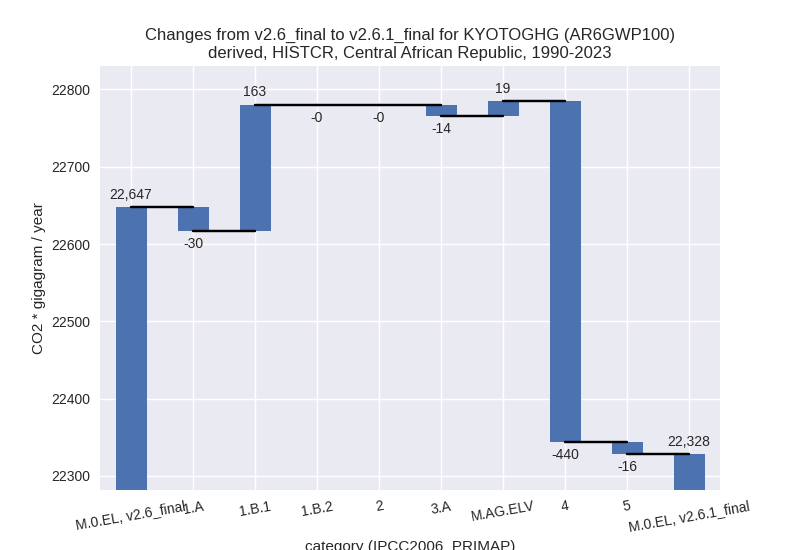 Changes from v2.6_final to v2.6.1_final for KYOTOGHG (AR6GWP100)
derived, HISTCR, Central African Republic, 1990-2023
CO2 * gigagram / year
22800
22700
22600
22500
22400
22300
22,647
-30
163
-0
-0
-14
19
-440
-16
22,328
M.0.EL, v2.6_final
1.A
1.B.1
1.B.2
2
3.A
M.AG.ELV
4
5
M.0.EL, v2.6.1_final
category (IPCC2006_PRIMAP)